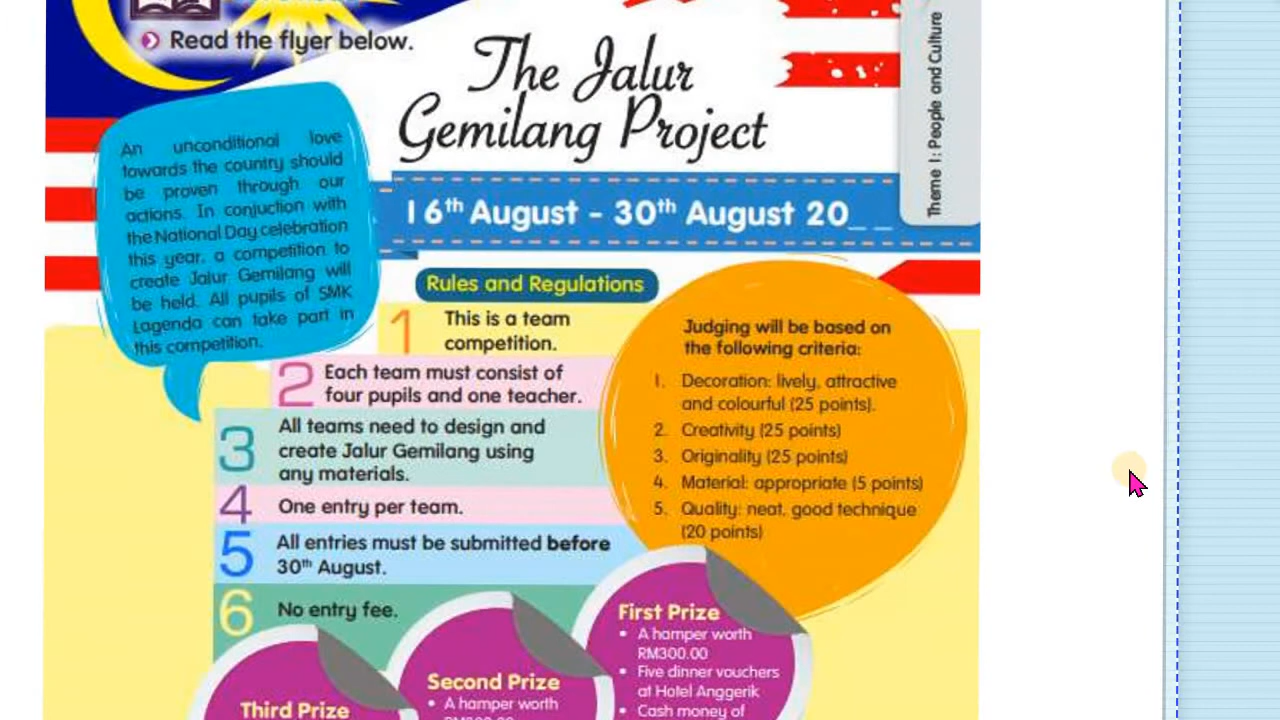 Read the flyer below.
The Jalur
Gemilang Project
Theme 1: People and Culture
16th August - 30th August 20__
An unconditional love
towards the country should
be proven through our
actions. In conjuction with
the National Day celebration
this year, a competition to
create Jalur Gemilang will
be held. All pupils of SMK
Lagenda can take part in
this competition.
Rules and Regulations
1 This is a team
competition.
2 Each team must consist of
four pupils and one teacher.
3 All teams need to design and
create Jalur Gemilang using
any materials.
4 One entry per team.
5 All entries must be submitted before
30th August.
6 No entry fee.
Judging will be based on
the following criteria:
1. Decoration: lively, attractive
and colourful (25 points).
2. Creativity (25 points)
3. Originality (25 points)
4. Material: appropriate (5 points)
5. Quality: neat, good technique
(20 points)
First Prize
• A hamper worth
RM300.00
• Five dinner vouchers
at Hotel Anggerik
• Cash money of
Second Prize
• A hamper worth
Third Prize